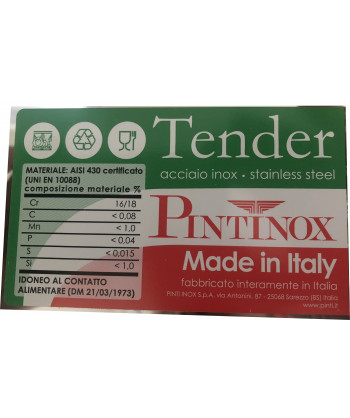 Tender
acciaio inox • stainless steel
MATERIALE: AISI 430 certificato
(UNI EN 10088)
composizione materiale %
Cr 16/18
C < 0,08
Mn < 1,0
P < 0,04
S < 0,015
Si < 1,0
IDONEO AL CONTATTO
ALIMENTARE (DM 21/03/1973)
PINTINOX
Made in Italy
fabbricato interamente in Italia
PINTI INOX S.p.A. via Antonini, 87 - 25068 Sarezzo (BS) Italia
www.pinti.it